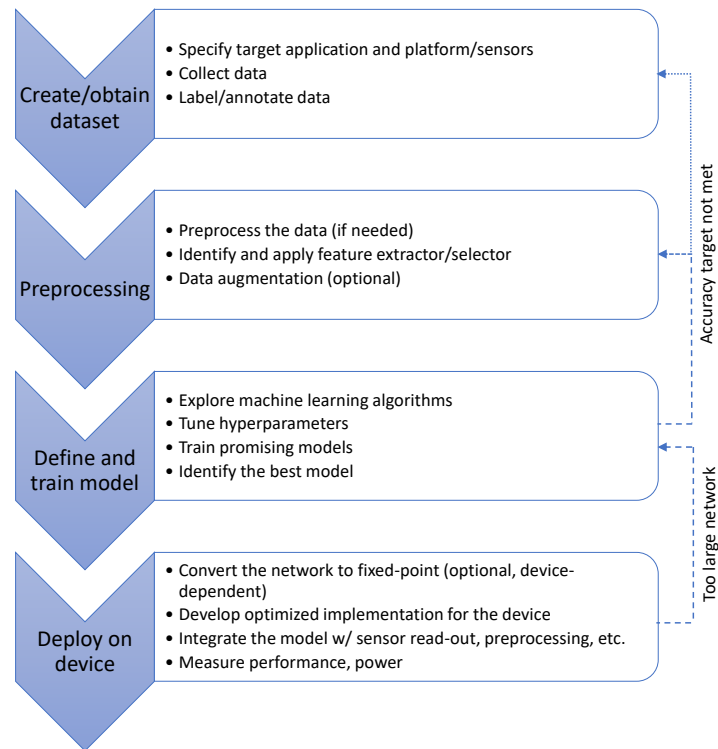 Create/obtain
dataset
• Specify target application and platform/sensors
• Collect data
• Label/annotate data
Preprocessing
• Preprocess the data (if needed)
• Identify and apply feature extractor/selector
• Data augmentation (optional)
Accuracy target not met
Define and
train model
• Explore machine learning algorithms
• Tune hyperparameters
• Train promising models
• Identify the best model
Too large network
Deploy on
device
• Convert the network to fixed-point (optional, device-
dependent)
• Develop optimized implementation for the device
• Integrate the model w/ sensor read-out, preprocessing, etc.
• Measure performance, power